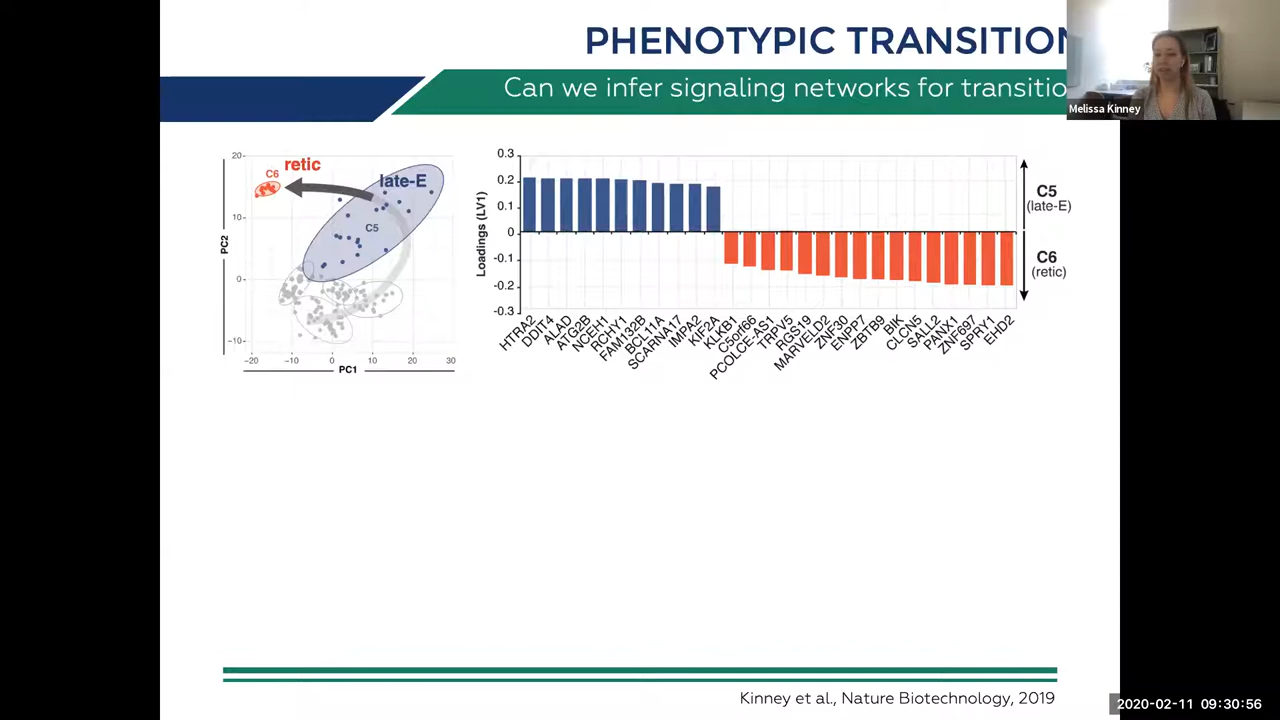 PHENOTYPIC TRANSITION
Can we infer signaling networks for transitio
Melissa Kinney
retic
C6
late-E
C5
PC2
20
10
0
−10
−20
−10
0
10
20
30
PC1
Loadings (LV1)
0.3
0.2
0.1
0
-0.1
-0.2
-0.3
C5
(late-E)
C6
(retic)
HTRA2
DDIT4
ALAD
ATG2B
NCEH1
RCHY1
FAM132B
BCL11A
SCARNA17
IMPA2
KIF2A
KLKB1
C5orf66
PCOLCE-AS1
TRPV5
RGS19
MARVELD2
ZNF30
ENPP7
ZBTB9
BIK
CLCN5
SALL2
PANX1
ZNF697
SPRY1
EHD2
Kinney et al., Nature Biotechnology, 2019
2020-02-11 09:30:56